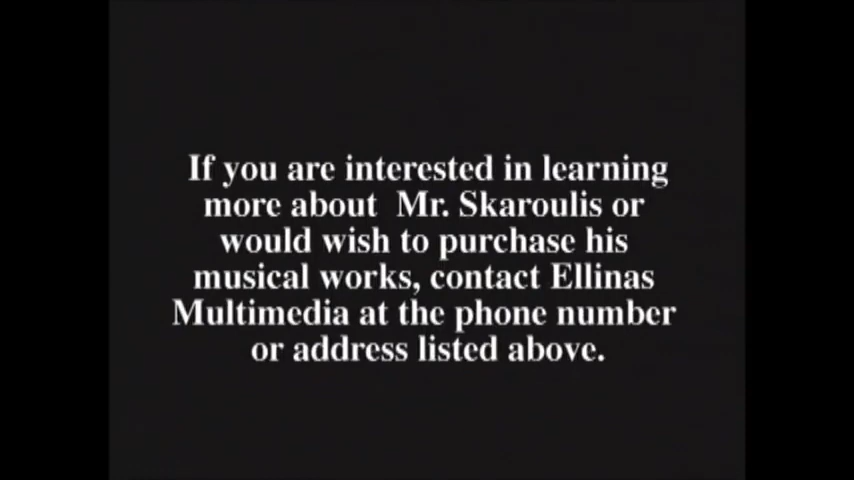 If you are interested in learning
more about Mr. Skaroulis or
would wish to purchase his
musical works, contact Ellinas
Multimedia at the phone number
or address listed above.